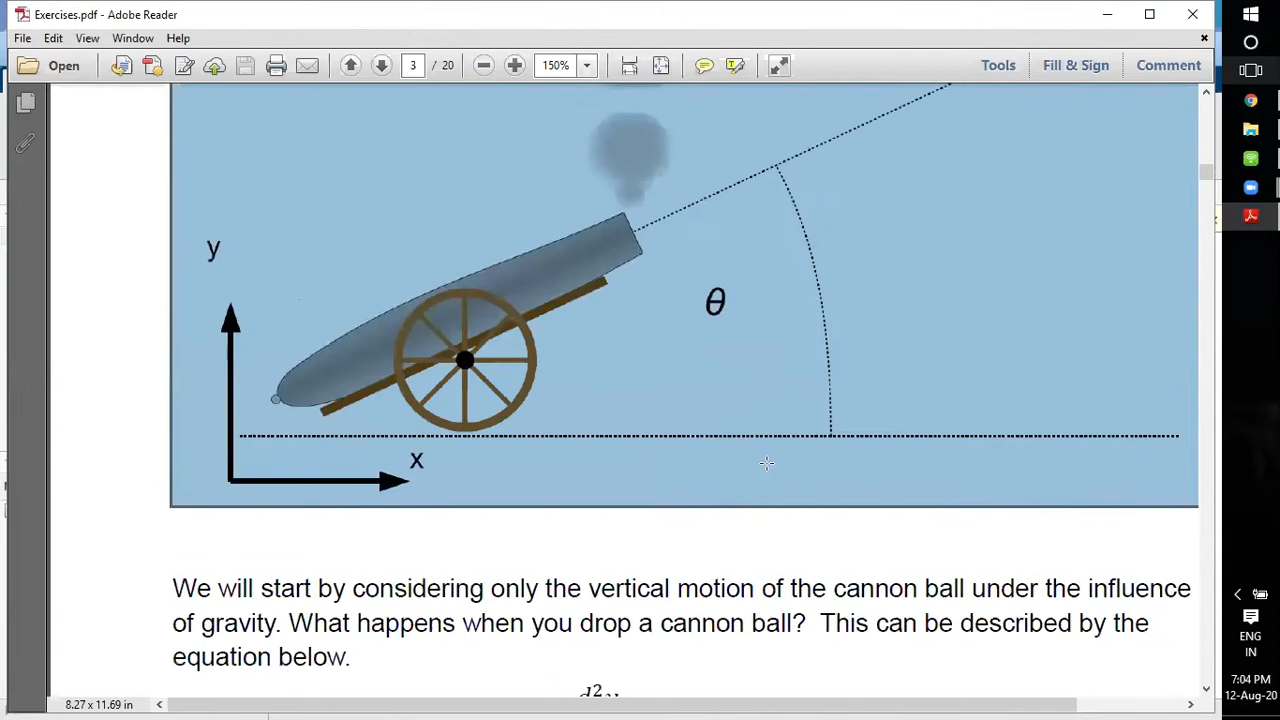 Exercises.pdf - Adobe Reader
File Edit View Window Help
Open 3 / 20 150% Tools Fill & Sign Comment
y
θ
x
We will start by considering only the vertical motion of the cannon ball under the influence
of gravity. What happens when you drop a cannon ball? This can be described by the
equation below.
8.27 x 11.69 in
ENG
IN
7:04 PM
12-Aug-20